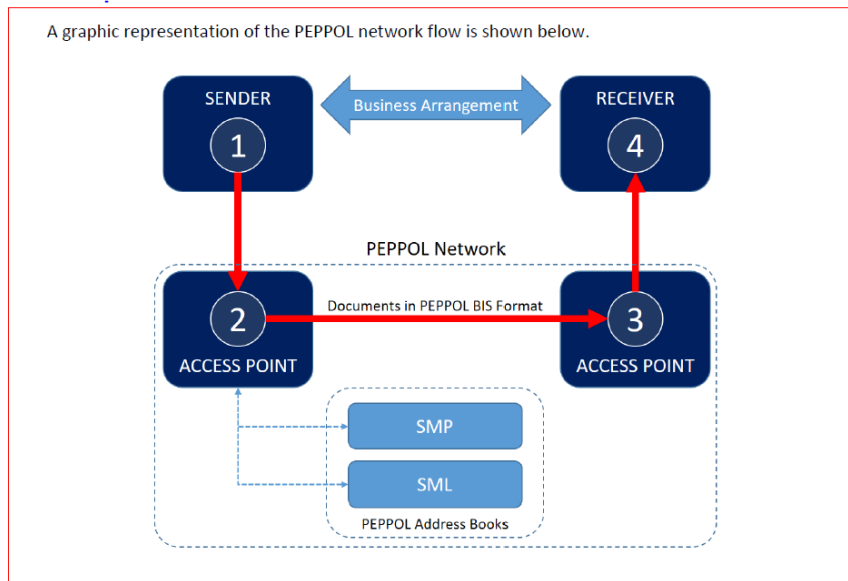 A graphic representation of the PEPPOL network flow is shown below.
SENDER
Business Arrangement
RECEIVER
1
4
PEPPOL Network
2
Documents in PEPPOL BIS Format
3
ACCESS POINT
ACCESS POINT
SMP
SML
PEPPOL Address Books